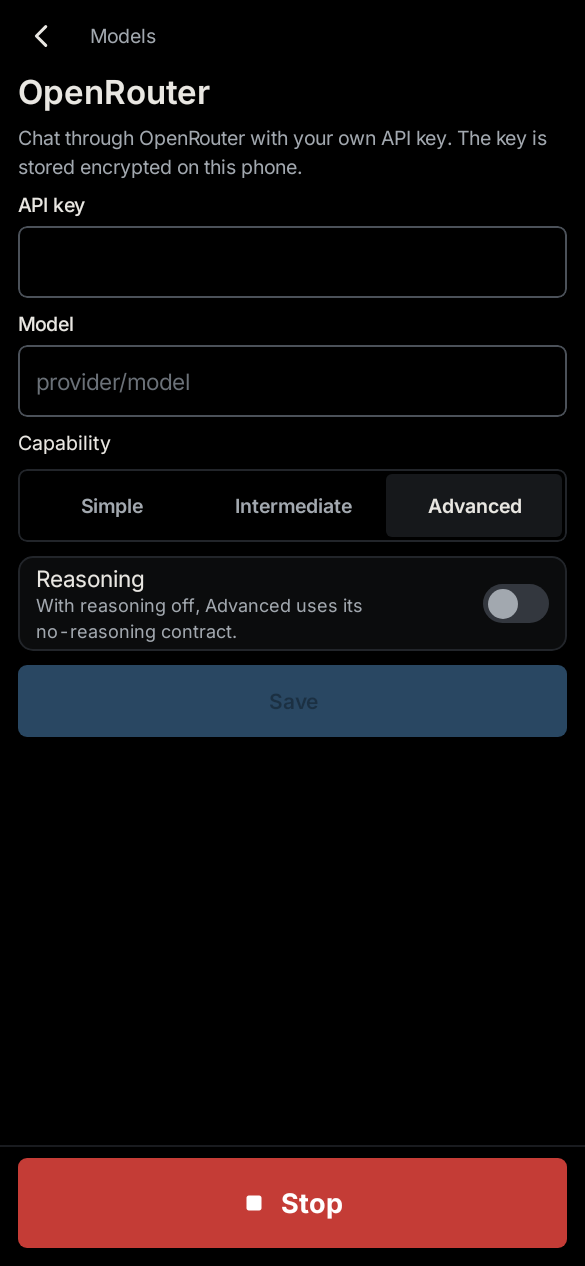 Models
OpenRouter
Chat through OpenRouter with your own API key. The key is
stored encrypted on this phone.
API key
Model
provider/model
Capability
Simple
Intermediate
Advanced
Reasoning
With reasoning off, Advanced uses its
no-reasoning contract.
Save
Stop